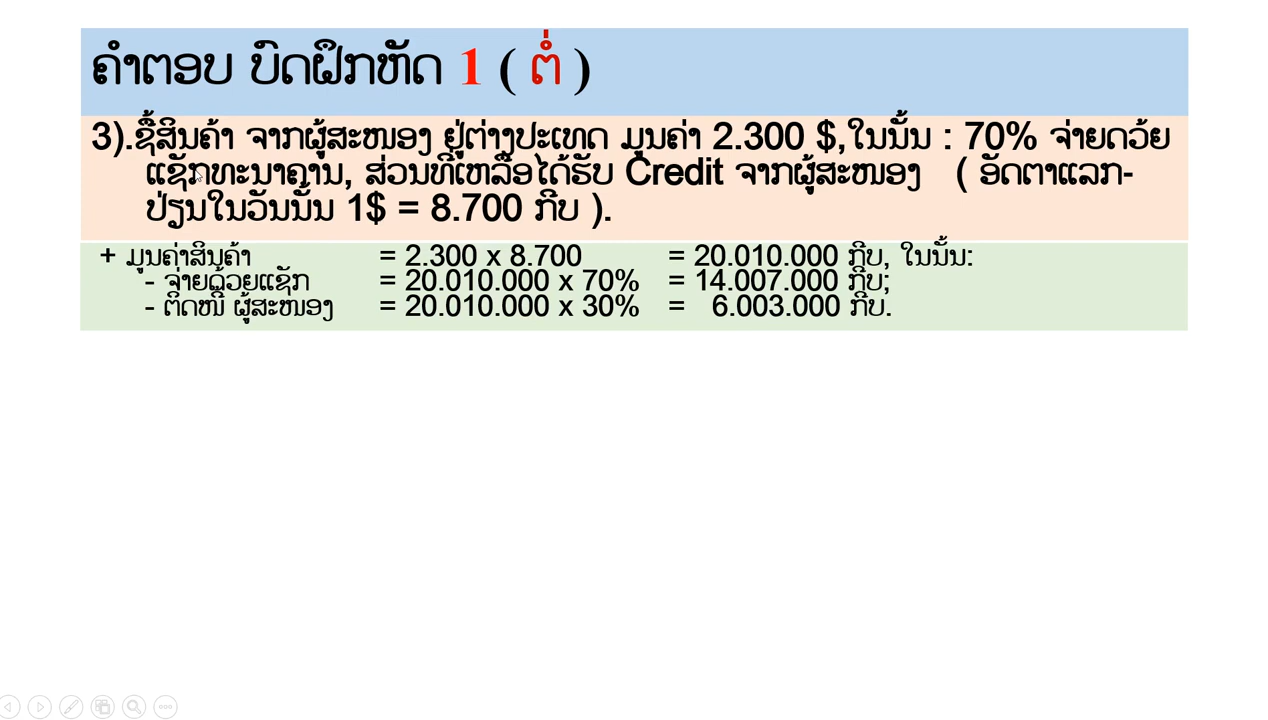 ຄໍາຕອບ ບົດຝຶກຫັດ 1 ( ຕໍ່ )
3).ຊື້ສິນຄ້າ ຈາກຜູ້ສະໜອງ ຢູ່ຕ່າງປະເທດ ມູນຄ່າ 2.300 $,ໃນນັ້ນ : 70% ຈ່າຍດວ້ຍ
ແຊັກທະນາຄານ, ສ່ວນທີ່ເຫລືອໄດ້ຮັບ Credit ຈາກຜູ້ສະໜອງ ( ອັດຕາແລກ-
ປ່ຽນໃນວັນນັ້ນ 1$ = 8.700 ກີບ ).
+ ມູນຄ່າສິນຄ້າ = 2.300 x 8.700 = 20.010.000 ກີບ, ໃນນັ້ນ:
- ຈ່າຍດ້ວຍແຊັກ = 20.010.000 x 70% = 14.007.000 ກີບ;
- ຕິດໜີ້ ຜູ້ສະໜອງ = 20.010.000 x 30% = 6.003.000 ກີບ.